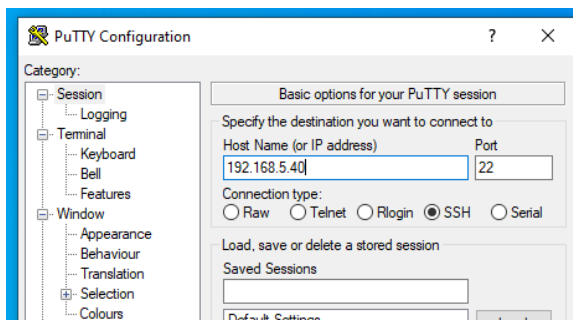 PuTTY Configuration ? X
Category:
Session
Logging
Terminal
Keyboard
Bell
Features
Window
Appearance
Behaviour
Translation
Selection
Colours
Basic options for your PuTTY session
Specify the destination you want to connect to
Host Name (or IP address) Port
192.168.5.40 22
Connection type:
Raw Telnet Rlogin SSH Serial
Load, save or delete a stored session
Saved Sessions
Default Settings